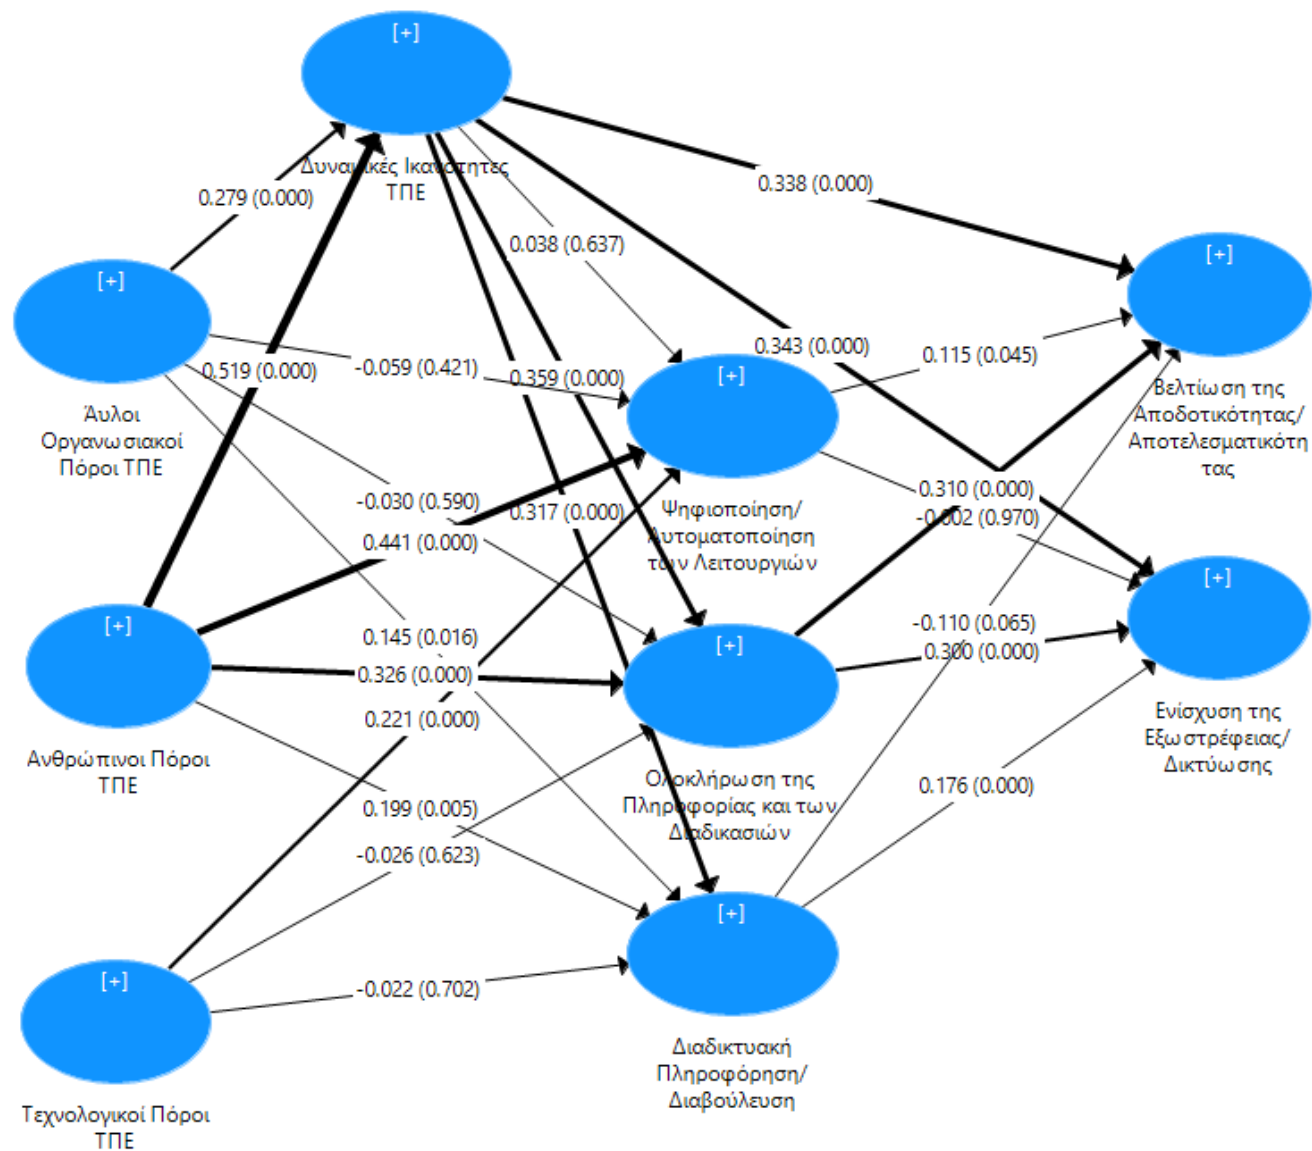 [+]
Δυναμικές Ικανότητες
ΤΠΕ
0.338 (0.000)
0.279 (0.000)
0.038 (0.637)
[+]
[+]
0.343 (0.000)
0.115 (0.045)
0.519 (0.000)
-0.059 (0.421)
0.359 (0.000)
[+]
Άυλοι
Οργανωσιακοί
Πόροι ΤΠΕ
Βελτίωση της
Αποδοτικότητας/
Αποτελεσματικότη
τας
-0.030 (0.590)
0.441 (0.000)
0.317 (0.000)
Ψηφιοποίηση/
Αυτοματοποίηση
των Λειτουργιών
0.310 (0.000)
-0.002 (0.970)
[+]
[+]
0.145 (0.016)
0.326 (0.000)
0.221 (0.000)
[+]
-0.110 (0.065)
0.300 (0.000)
Ανθρώπινοι Πόροι
ΤΠΕ
Ολοκλήρωση της
Πληροφορίας και των
Διαδικασιών
Ενίσχυση της
Εξωστρέφειας/
Δικτύωσης
0.176 (0.000)
0.199 (0.005)
-0.026 (0.623)
[+]
[+]
-0.022 (0.702)
Τεχνολογικοί Πόροι
ΤΠΕ
Διαδικτυακή
Πληροφόρηση/
Διαβούλευση